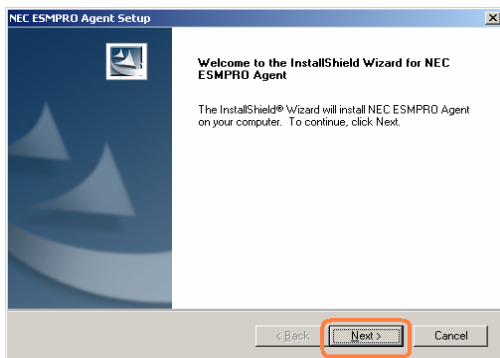 NEC ESMPRO Agent Setup
Welcome to the InstallShield Wizard for NEC
ESMPRO Agent
The InstallShield® Wizard will install NEC ESMPRO Agent
on your computer. To continue, click Next.
< Back Next > Cancel